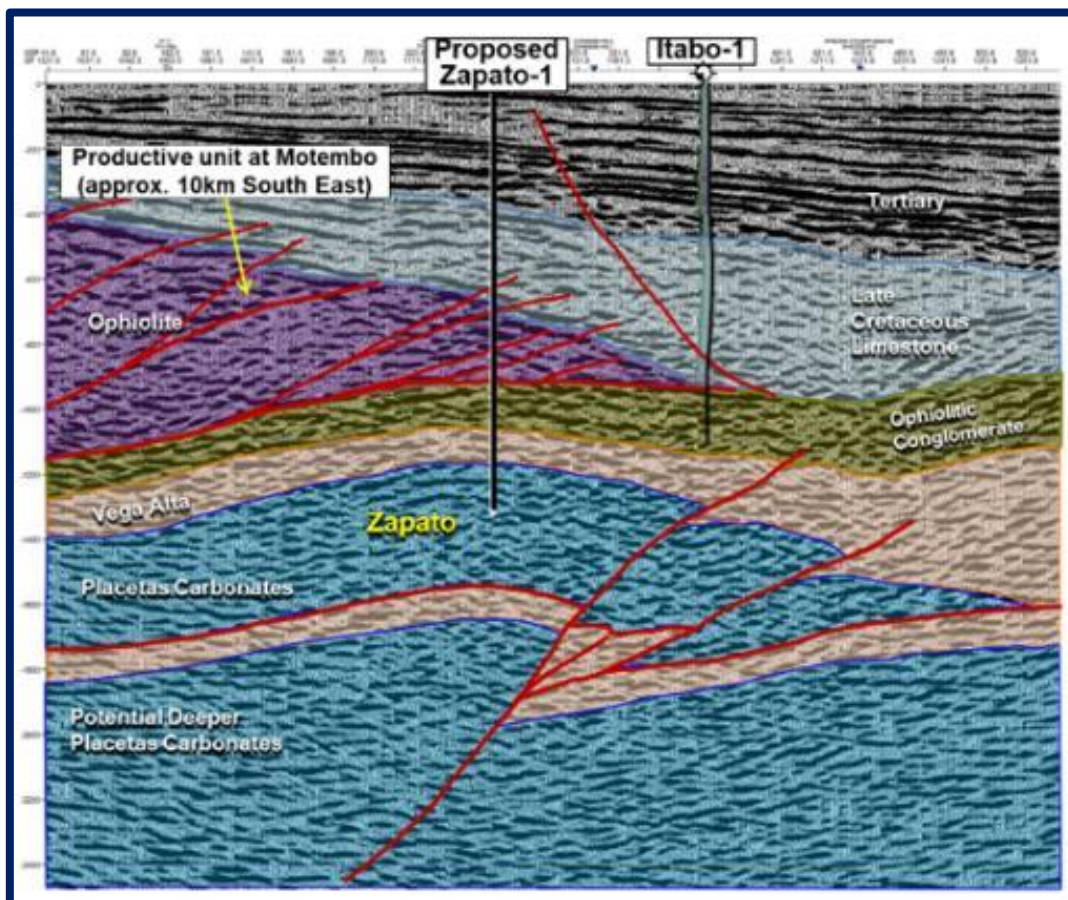 Proposed
Zapato-1
Itabo-1
Productive unit at Motembo
(approx. 10km South East)
Tertiary
Ophiolite
Late
Cretaceous
Limestone
Ophiolitic
Conglomerate
Vega Alta
Zapato
Placetas Carbonates
Potential Deeper
Placetas Carbonates